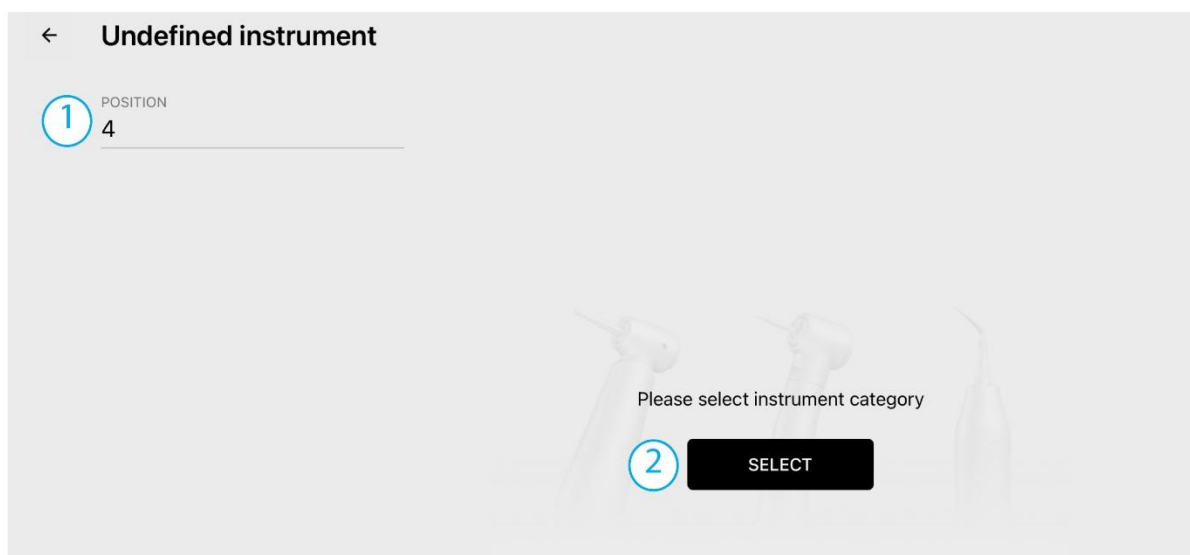 ← Undefined instrument
1 POSITION
4
Please select instrument category
2 SELECT